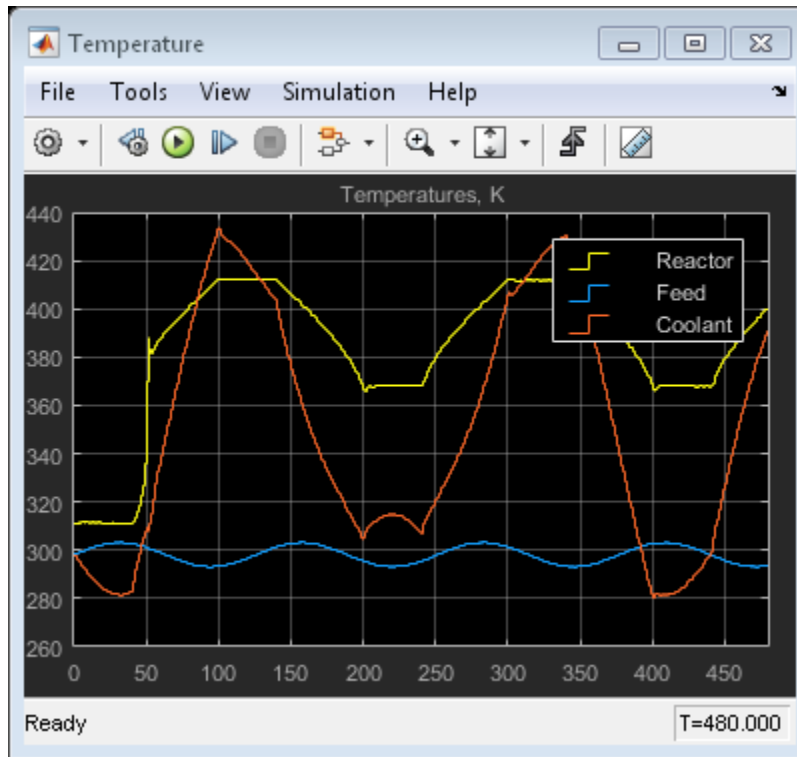 Temperature
File Tools View Simulation Help
Temperatures, K
440
420
400
380
360
340
320
300
280
260
Reactor
Feed
Coolant
0 50 100 150 200 250 300 350 400 450
Ready T=480.000